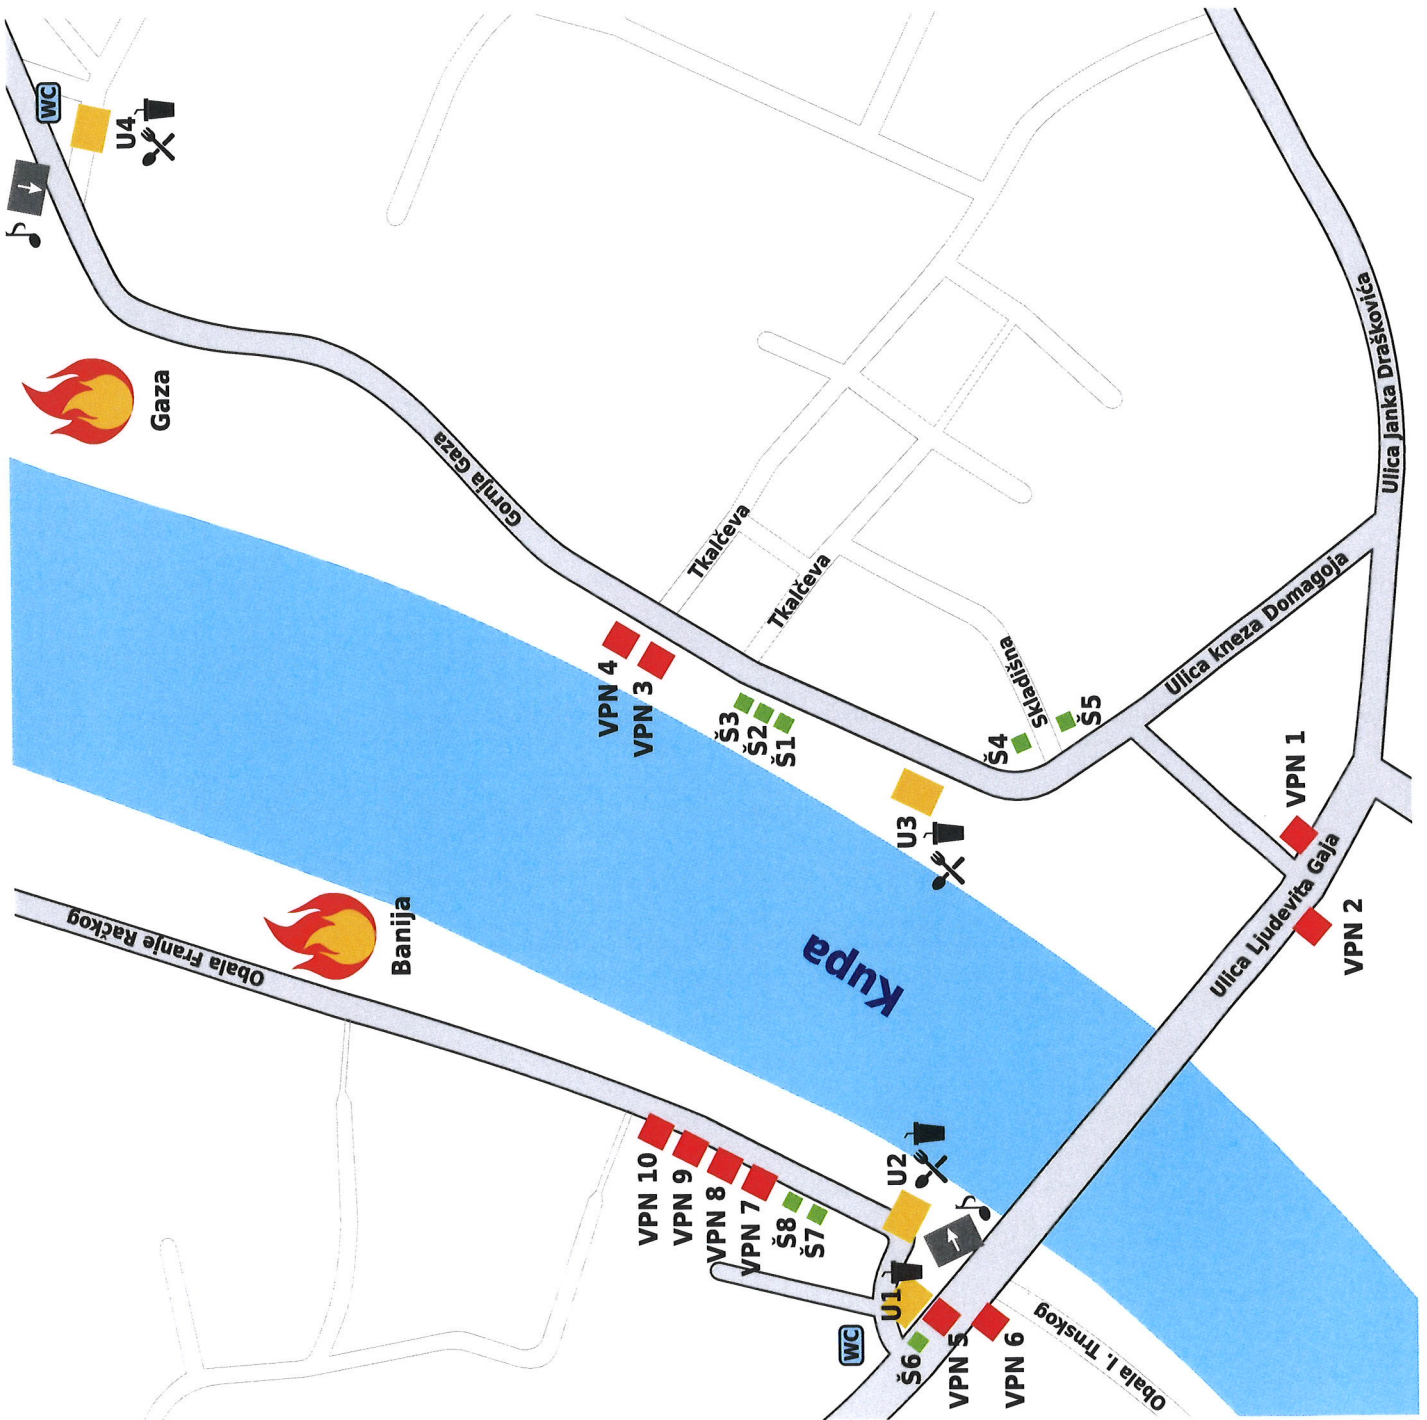 WC
U4
Gaza
Gornja Gaza
Ulica Janka Draškovića
Tkalčeva
Tkalčeva
Skladišna
Ulica kneza Domagoja
VPN 4
VPN 3
Š3
Š2
Š1
Š4
Š5
U3
VPN 1
VPN 2
Ulica Ljudevita Gaja
Kupa
Banija
Obala Franje Račkog
VPN 10
VPN 9
VPN 8
VPN 7
Š8
Š7
U2
U1
WC
Š6
VPN 5
VPN 6
Obala I. Trnskog